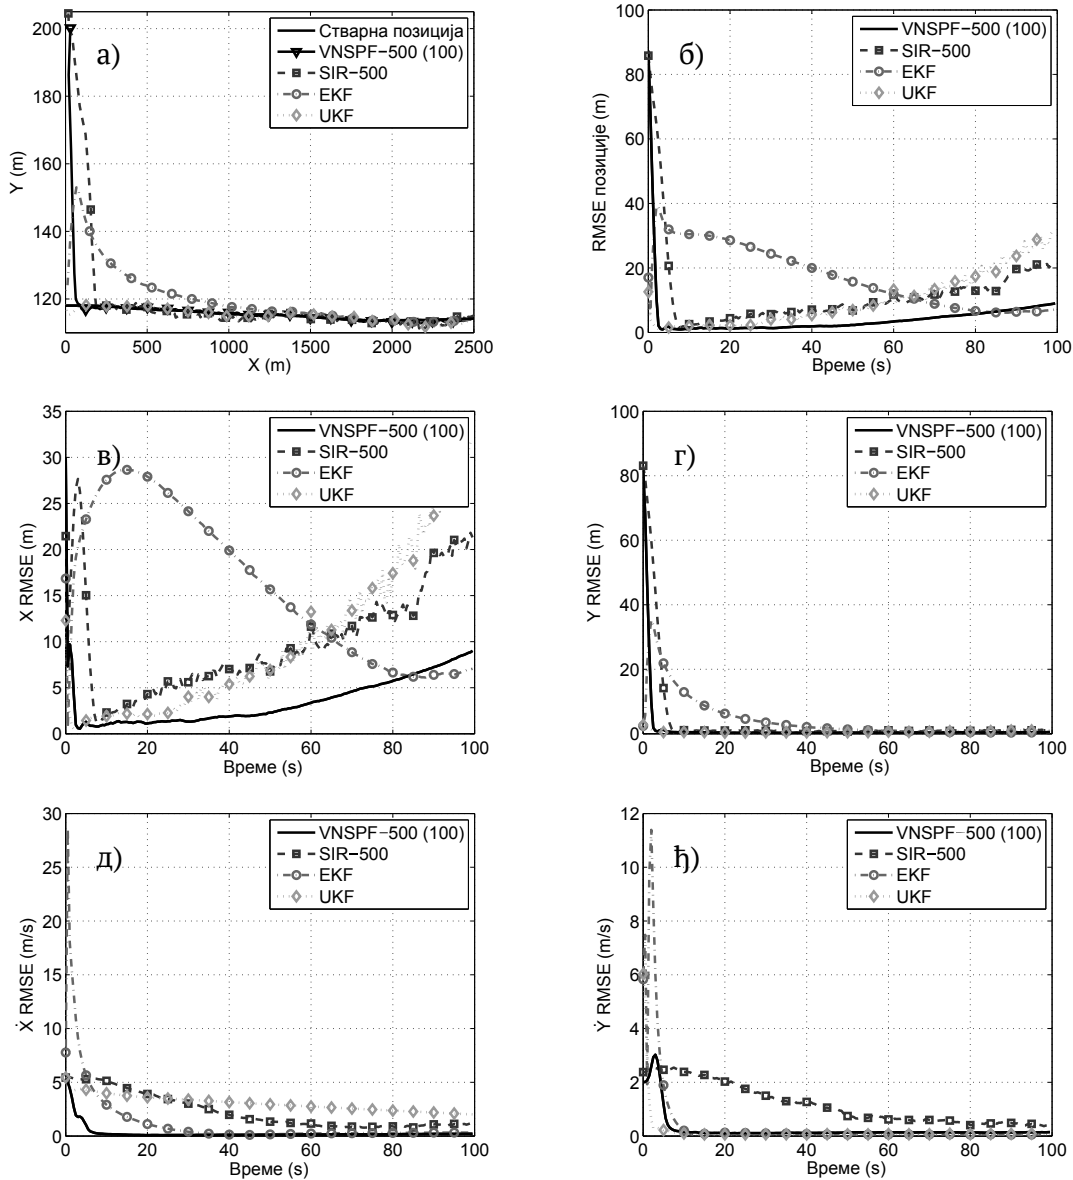 а)
Стварна позиција
VNSPF−500 (100)
SIR−500
EKF
UKF
200
180
160
140
120
Y (m)
0
500
1000
1500
2000
2500
X (m)
б)
VNSPF−500 (100)
SIR−500
EKF
UKF
100
80
60
40
20
0
RMSE позиције (m)
0
20
40
60
80
100
Време (s)
в)
VNSPF−500 (100)
SIR−500
EKF
UKF
35
30
25
20
15
10
5
0
X RMSE (m)
0
20
40
60
80
100
Време (s)
г)
VNSPF−500 (100)
SIR−500
EKF
UKF
100
80
60
40
20
0
Y RMSE (m)
0
20
40
60
80
100
Време (s)
д)
VNSPF−500 (100)
SIR−500
EKF
UKF
30
25
20
15
10
5
0
Ẋ RMSE (m/s)
0
20
40
60
80
100
Време (s)
ђ)
VNSPF−500 (100)
SIR−500
EKF
UKF
12
10
8
6
4
2
0
Ẏ RMSE (m/s)
0
20
40
60
80
100
Време (s)